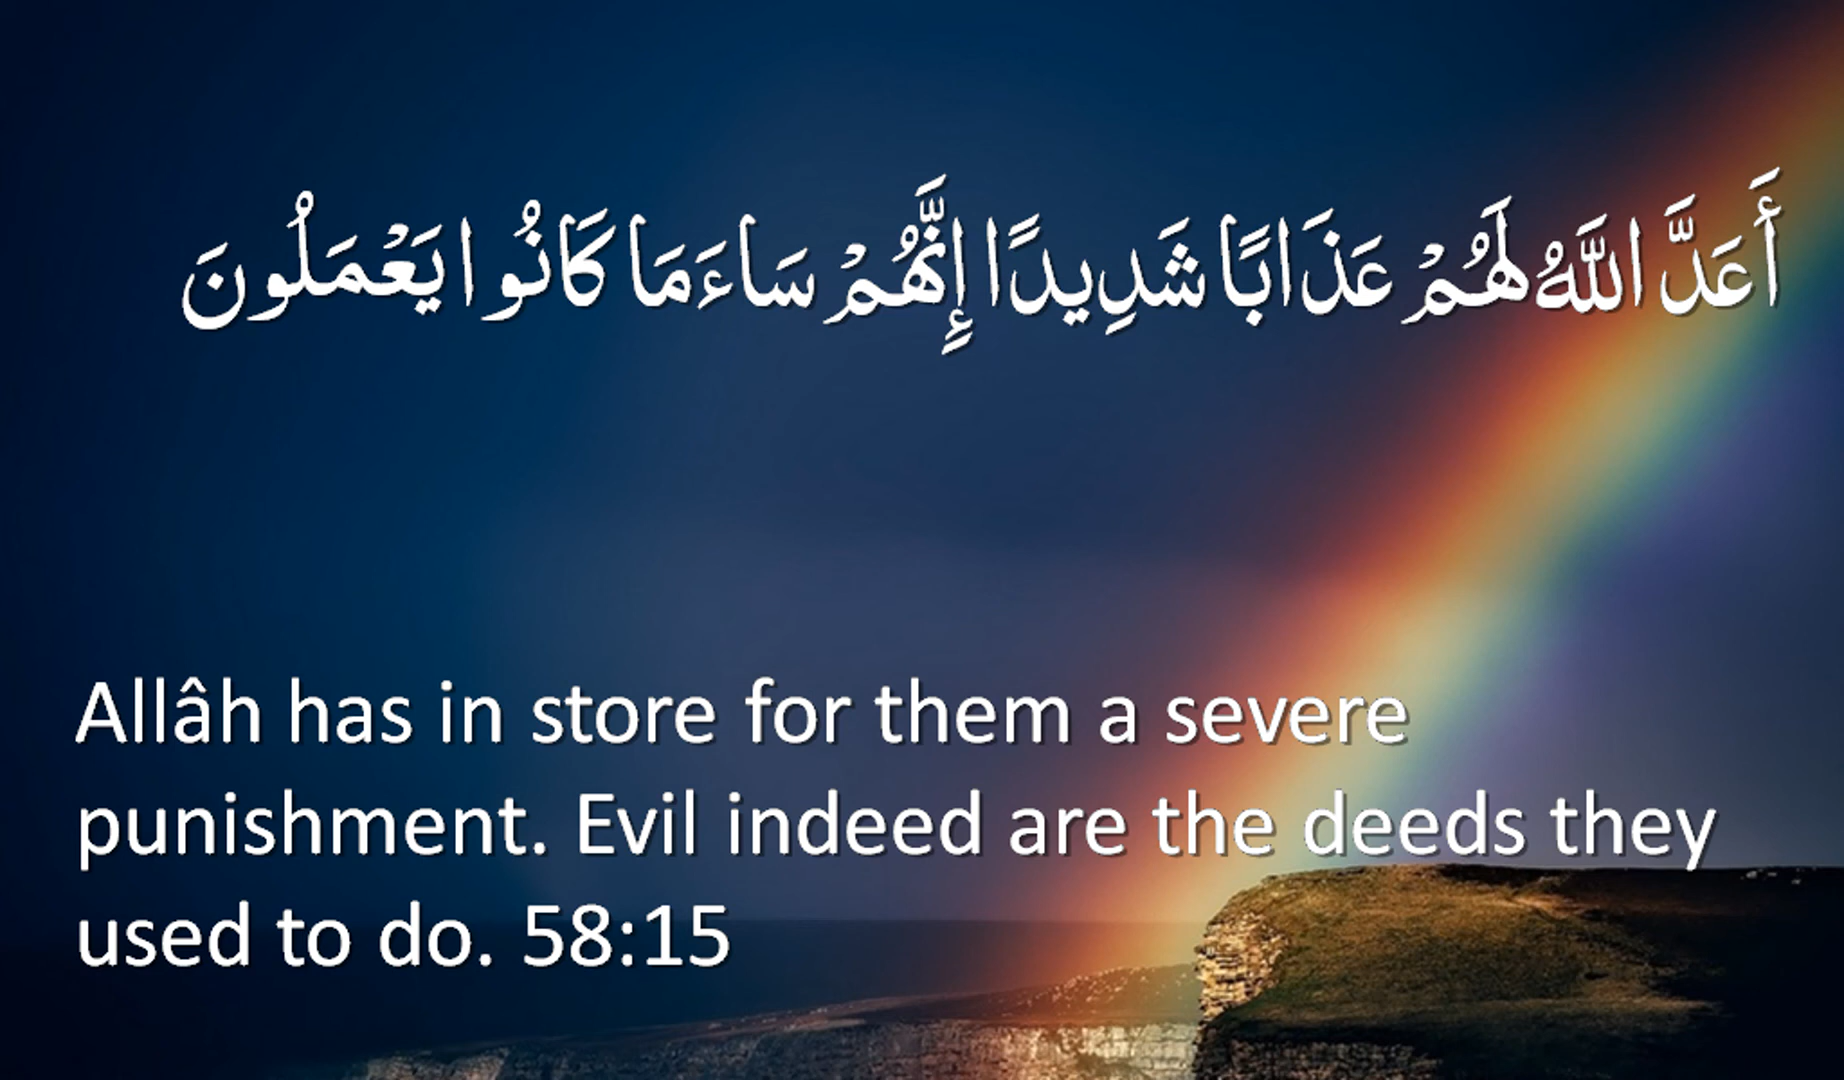 أَعَدَّ اللَّهُ لَهُمْ عَذَابًا شَدِيدًا إِنَّهُمْ سَاءَ مَا كَانُوا يَعْمَلُونَ
Allâh has in store for them a severe
punishment. Evil indeed are the deeds they
used to do. 58:15